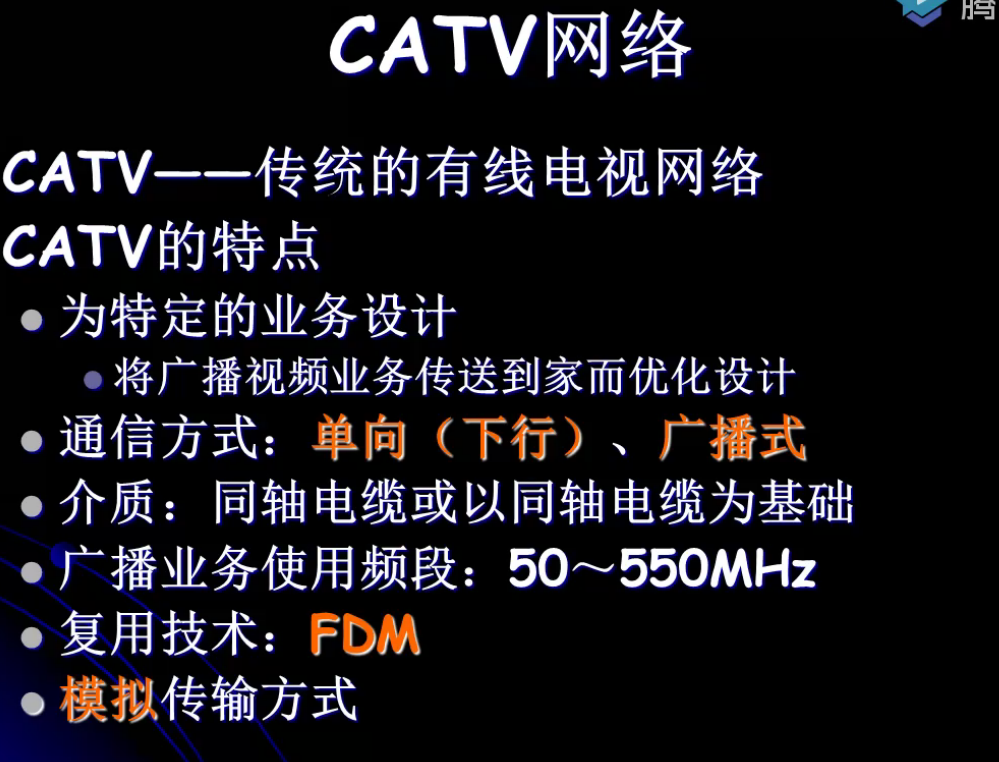 腾
CATV网络
CATV——传统的有线电视网络
CATV的特点
为特定的业务设计
将广播视频业务传送到家而优化设计
通信方式：单向（下行）、广播式
介质：同轴电缆或以同轴电缆为基础
广播业务使用频段：50～550MHz
复用技术：FDM
模拟传输方式